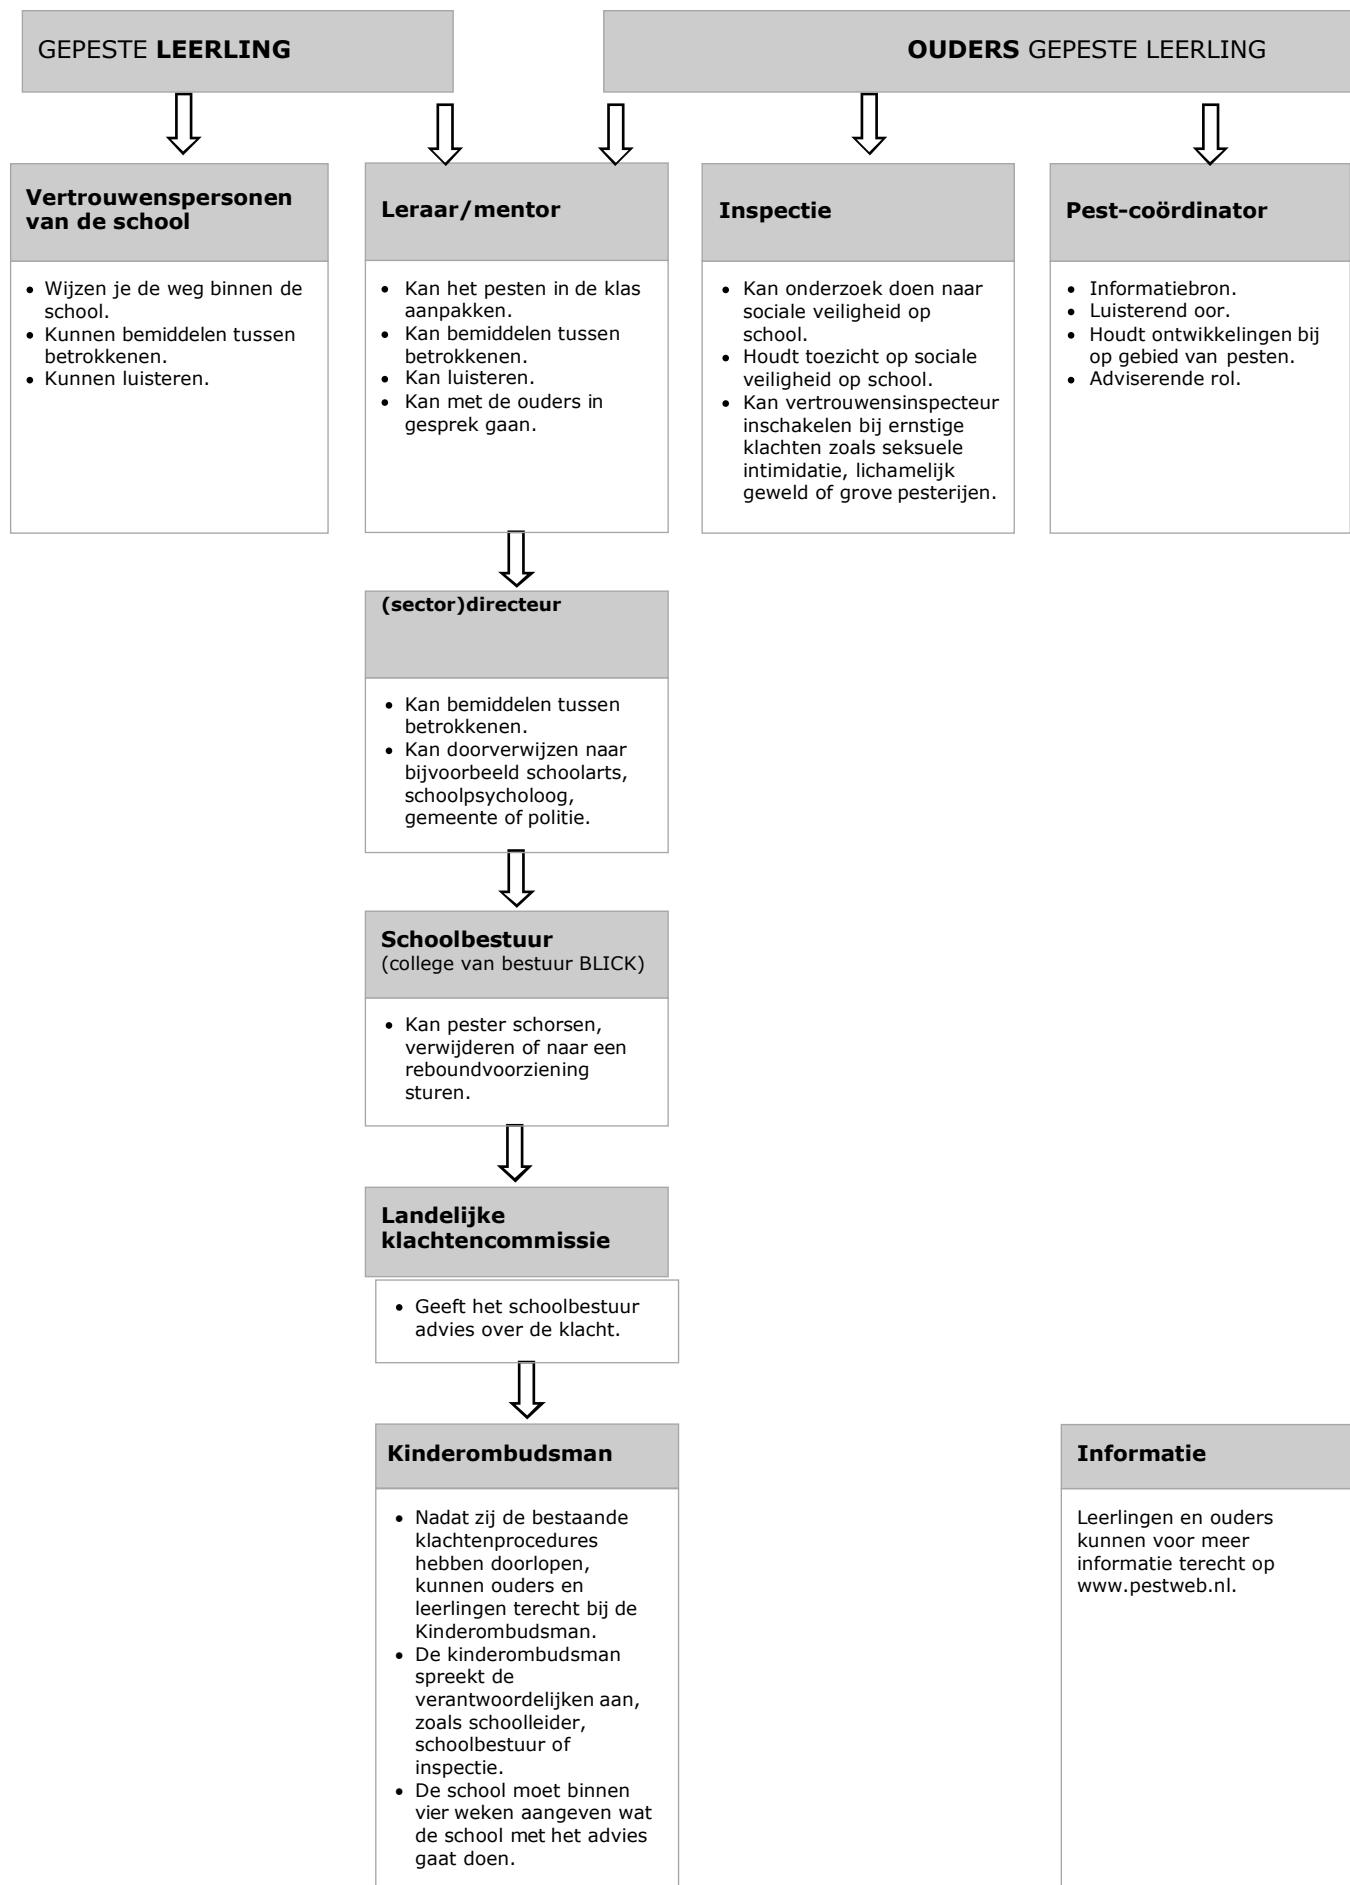 GEPESTE LEERLING
OUDERS GEPESTE LEERLING
Vertrouwenspersonen
van de school
• Wijzen je de weg binnen de
school.
• Kunnen bemiddelen tussen
betrokkenen.
• Kunnen luisteren.
Leraar/mentor
• Kan het pesten in de klas
aanpakken.
• Kan bemiddelen tussen
betrokkenen.
• Kan luisteren.
• Kan met de ouders in
gesprek gaan.
Inspectie
• Kan onderzoek doen naar
sociale veiligheid op
school.
• Houdt toezicht op sociale
veiligheid op school.
• Kan vertrouwensinspecteur
inschakelen bij ernstige
klachten zoals seksuele
intimidatie, lichamelijk
geweld of grove pesterijen.
Pest-coördinator
• Informatiebron.
• Luisterend oor.
• Houdt ontwikkelingen bij
op gebied van pesten.
• Adviserende rol.
(sector)directeur
• Kan bemiddelen tussen
betrokkenen.
• Kan doorverwijzen naar
bijvoorbeeld schoolarts,
schoolpsycholoog,
gemeente of politie.
Schoolbestuur
(college van bestuur BLICK)
• Kan pester schorsen,
verwijderen of naar een
reboundvoorziening
sturen.
Landelijke
klachtencommissie
• Geeft het schoolbestuur
advies over de klacht.
Kinderombudsman
• Nadat zij de bestaande
klachtenprocedures
hebben doorlopen,
kunnen ouders en
leerlingen terecht bij de
Kinderombudsman.
• De kinderombudsman
spreekt de
verantwoordelijken aan,
zoals schoolleider,
schoolbestuur of
inspectie.
• De school moet binnen
vier weken aangeven wat
de school met het advies
gaat doen.
Informatie
Leerlingen en ouders
kunnen voor meer
informatie terecht op
www.pestweb.nl.